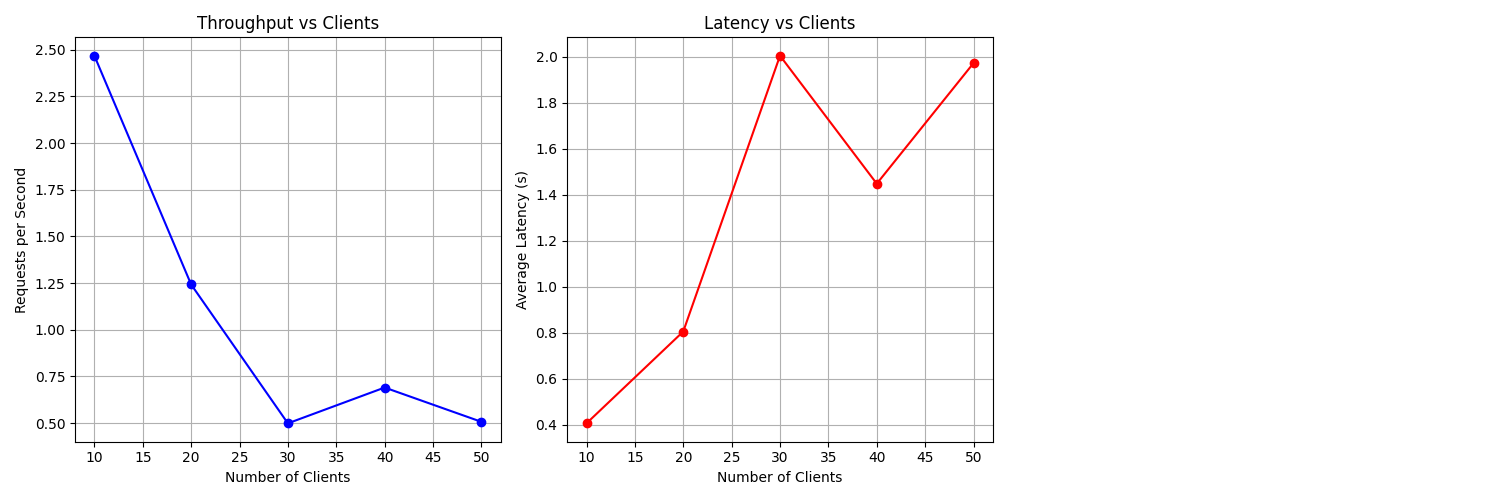 Throughput vs Clients
Requests per Second
2.50
2.25
2.00
1.75
1.50
1.25
1.00
0.75
0.50
10 15 20 25 30 35 40 45 50
Number of Clients
Latency vs Clients
Average Latency (s)
2.0
1.8
1.6
1.4
1.2
1.0
0.8
0.6
0.4
10 15 20 25 30 35 40 45 50
Number of Clients